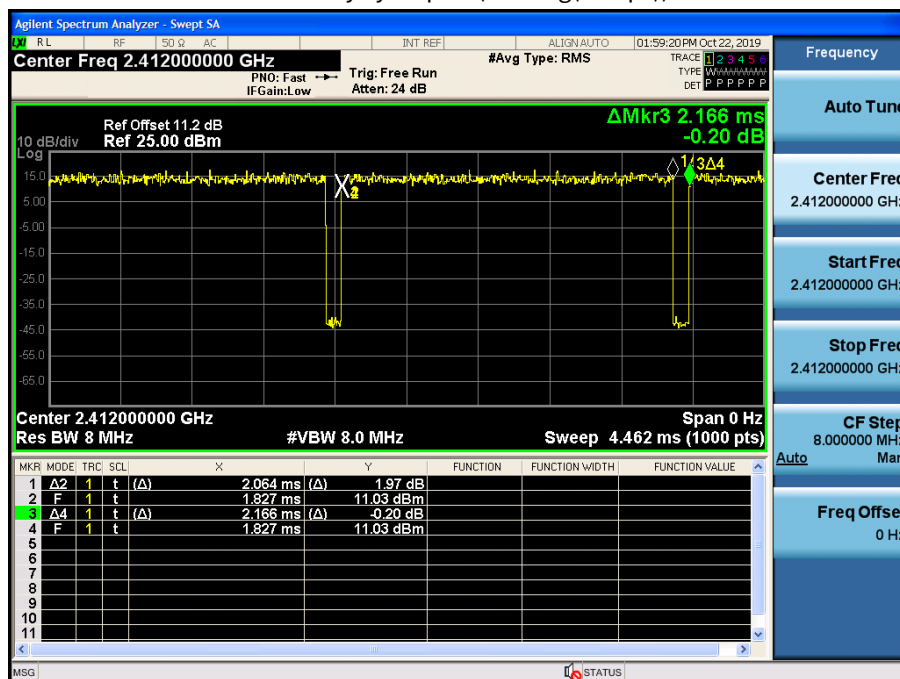 Agilent Spectrum Analyzer - Swept SA
LXI RL RF 50 Ω AC INT REF ALIGNAUTO 01:59:20PM Oct 22, 2019
Center Freq 2.412000000 GHz #Avg Type: RMS TRACE 1 2 3 4 5 6
PNO: Fast Trig: Free Run TYPE WWWWWW
IFGain:Low Atten: 24 dB DET P P P P P P
Ref Offset 11.2 dB ΔMkr3 2.166 ms
10 dB/div Ref 25.00 dBm -0.20 dB
Log
3Δ4
15.0
5.00
-5.00
-15.0
-25.0
-35.0
-45.0
-55.0
-65.0
Center 2.412000000 GHz Span 0 Hz
Res BW 8 MHz #VBW 8.0 MHz Sweep 4.462 ms (1000 pts)
MKR MODE TRC SCL X Y FUNCTION FUNCTION WIDTH FUNCTION VALUE
1 Δ2 1 t (Δ) 2.064 ms (Δ) 1.97 dB
2 F 1 t 1.827 ms 11.03 dBm
3 Δ4 1 t (Δ) 2.166 ms (Δ) -0.20 dB
4 F 1 t 1.827 ms 11.03 dBm
5
6
7
8
9
10
11
MSG STATUS
Frequency
Auto Tune
Center Freq
2.412000000 GHz
Start Freq
2.412000000 GHz
Stop Freq
2.412000000 GHz
CF Step
8.000000 MHz
Auto Man
Freq Offset
0 Hz